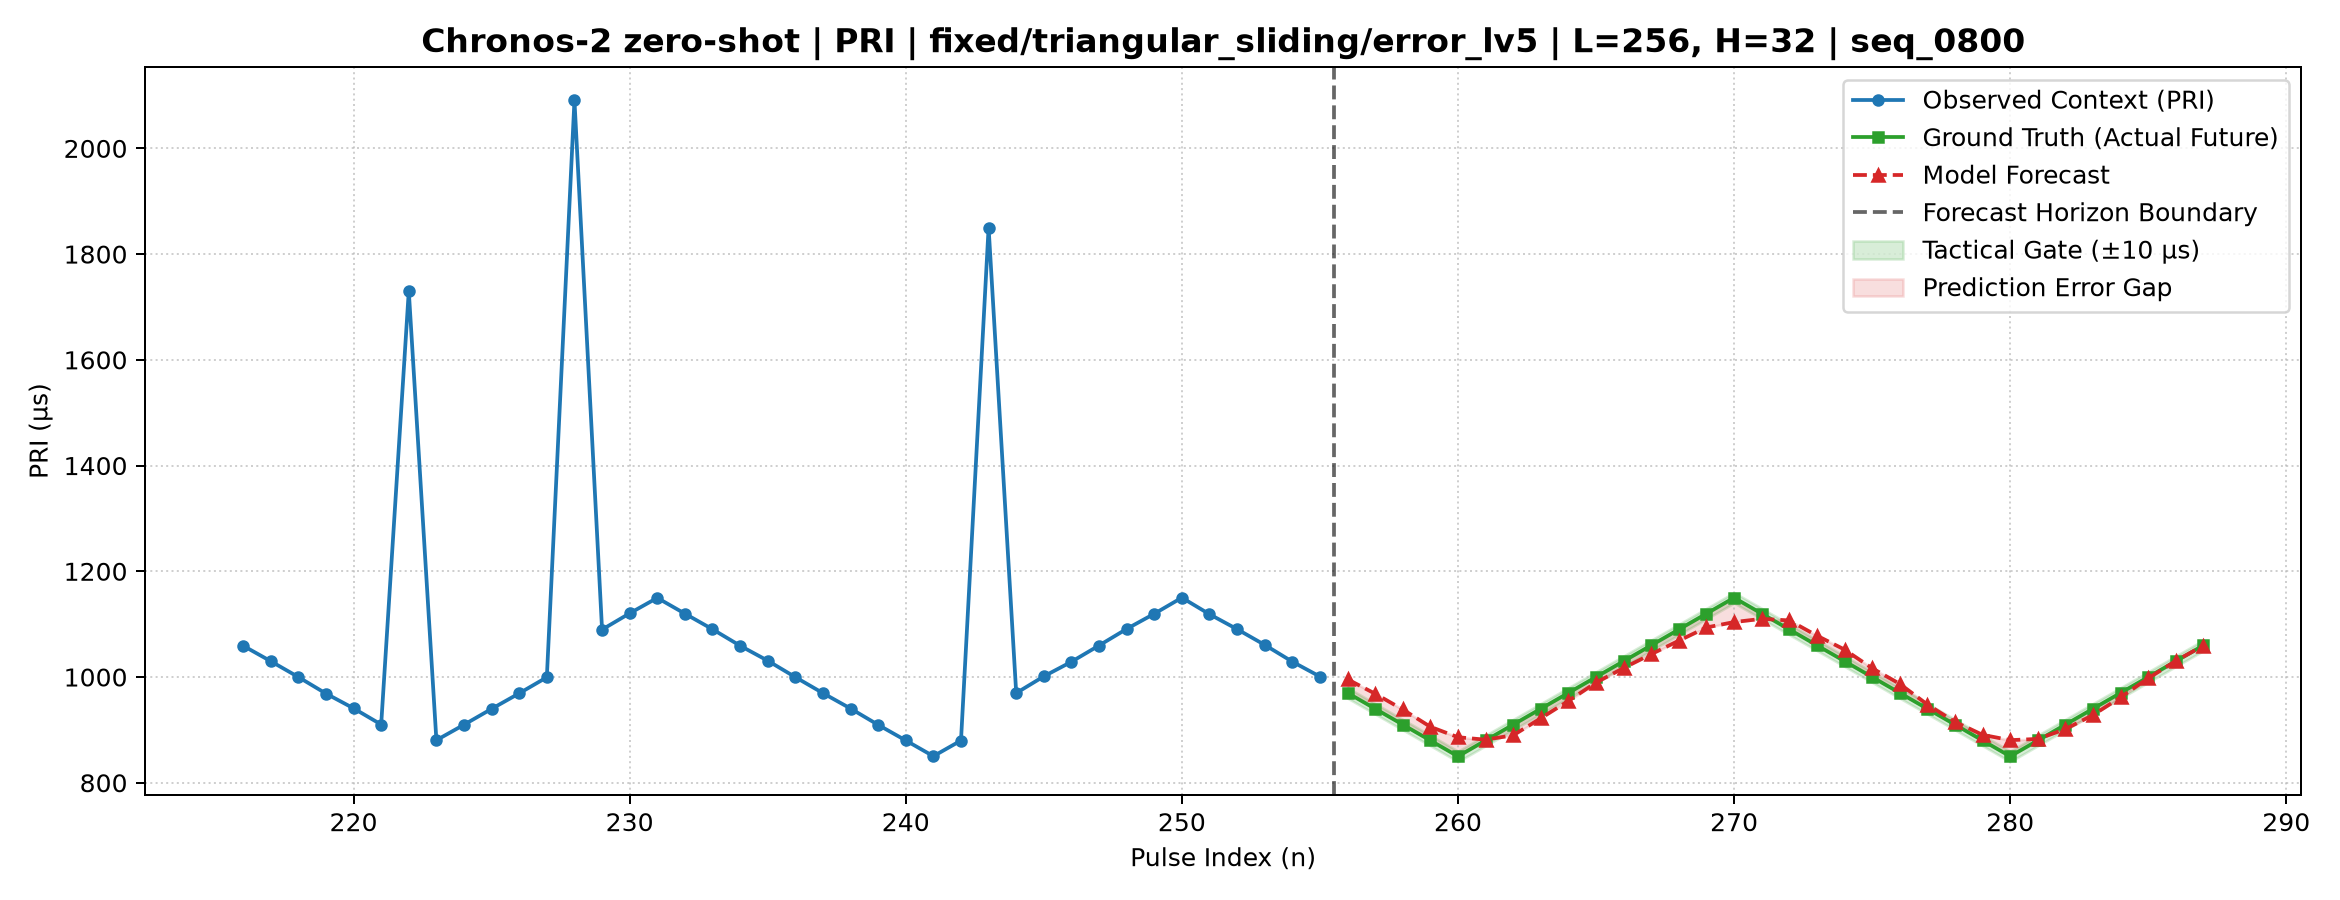 Chronos-2 zero-shot | PRI | fixed/triangular_sliding/error_lv5 | L=256, H=32 | seq_0800
Observed Context (PRI)
Ground Truth (Actual Future)
Model Forecast
Forecast Horizon Boundary
Tactical Gate (±10 µs)
Prediction Error Gap
PRI (µs)
2000
1800
1600
1400
1200
1000
800
220 230 240 250 260 270 280 290
Pulse Index (n)